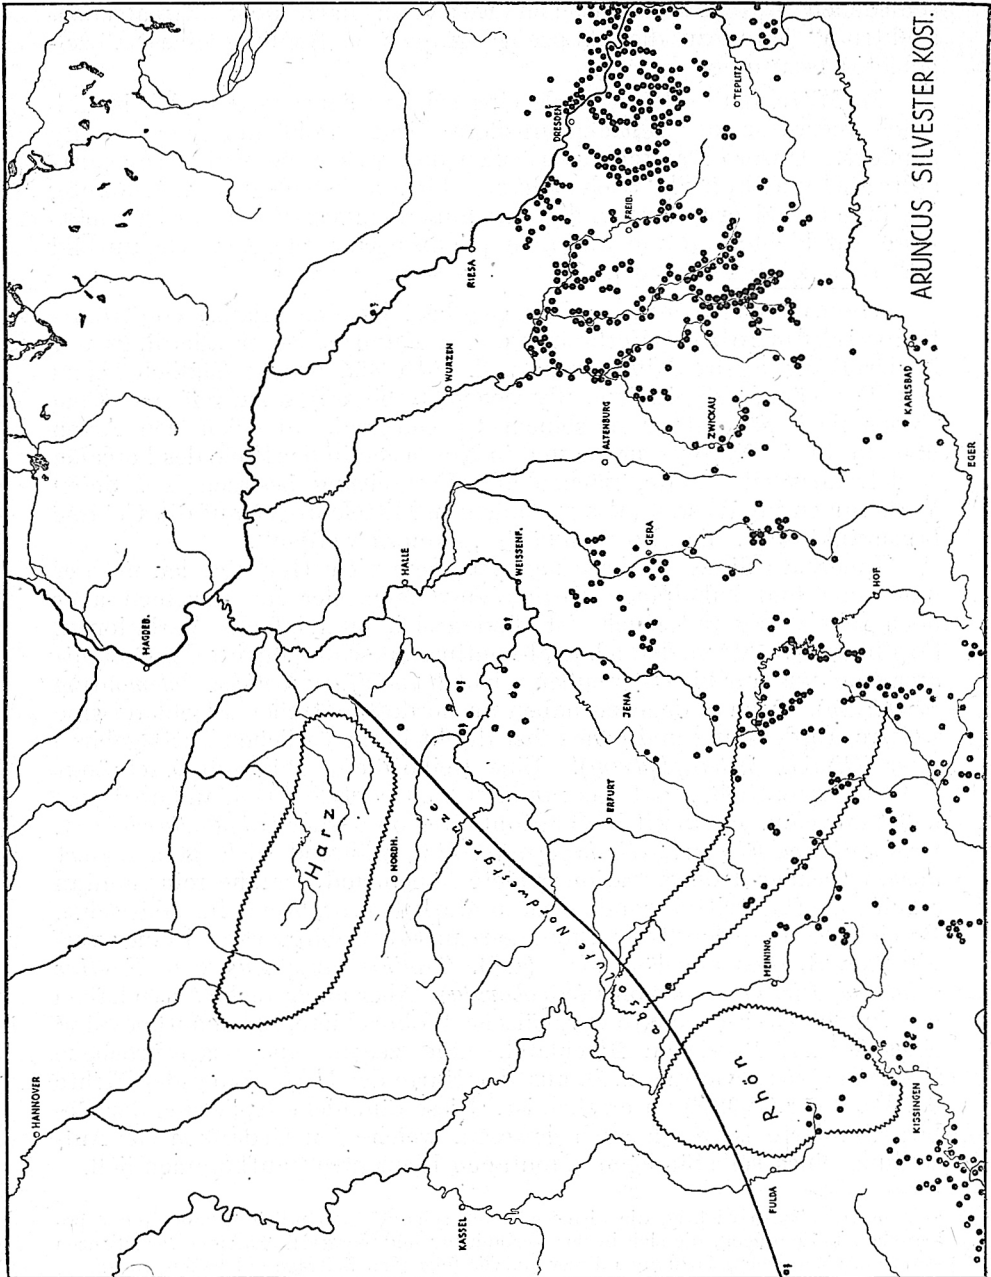 ARUNCUS SILVESTER KOST.
HANNOVER
MAGDEB.
KASSEL
Harz
NORDH.
HALLE
WURZEN
RIESA
DRESDEN
WEISSENF.
ALTENBURG
FREIB.
TEPLITZ
absolute Nordwestgrenze
ERFURT
JENA
GERA
ZWICKAU
FULDA
Rhön
MEINING.
HOF
KARLSBAD
EGER
KISSINGEN